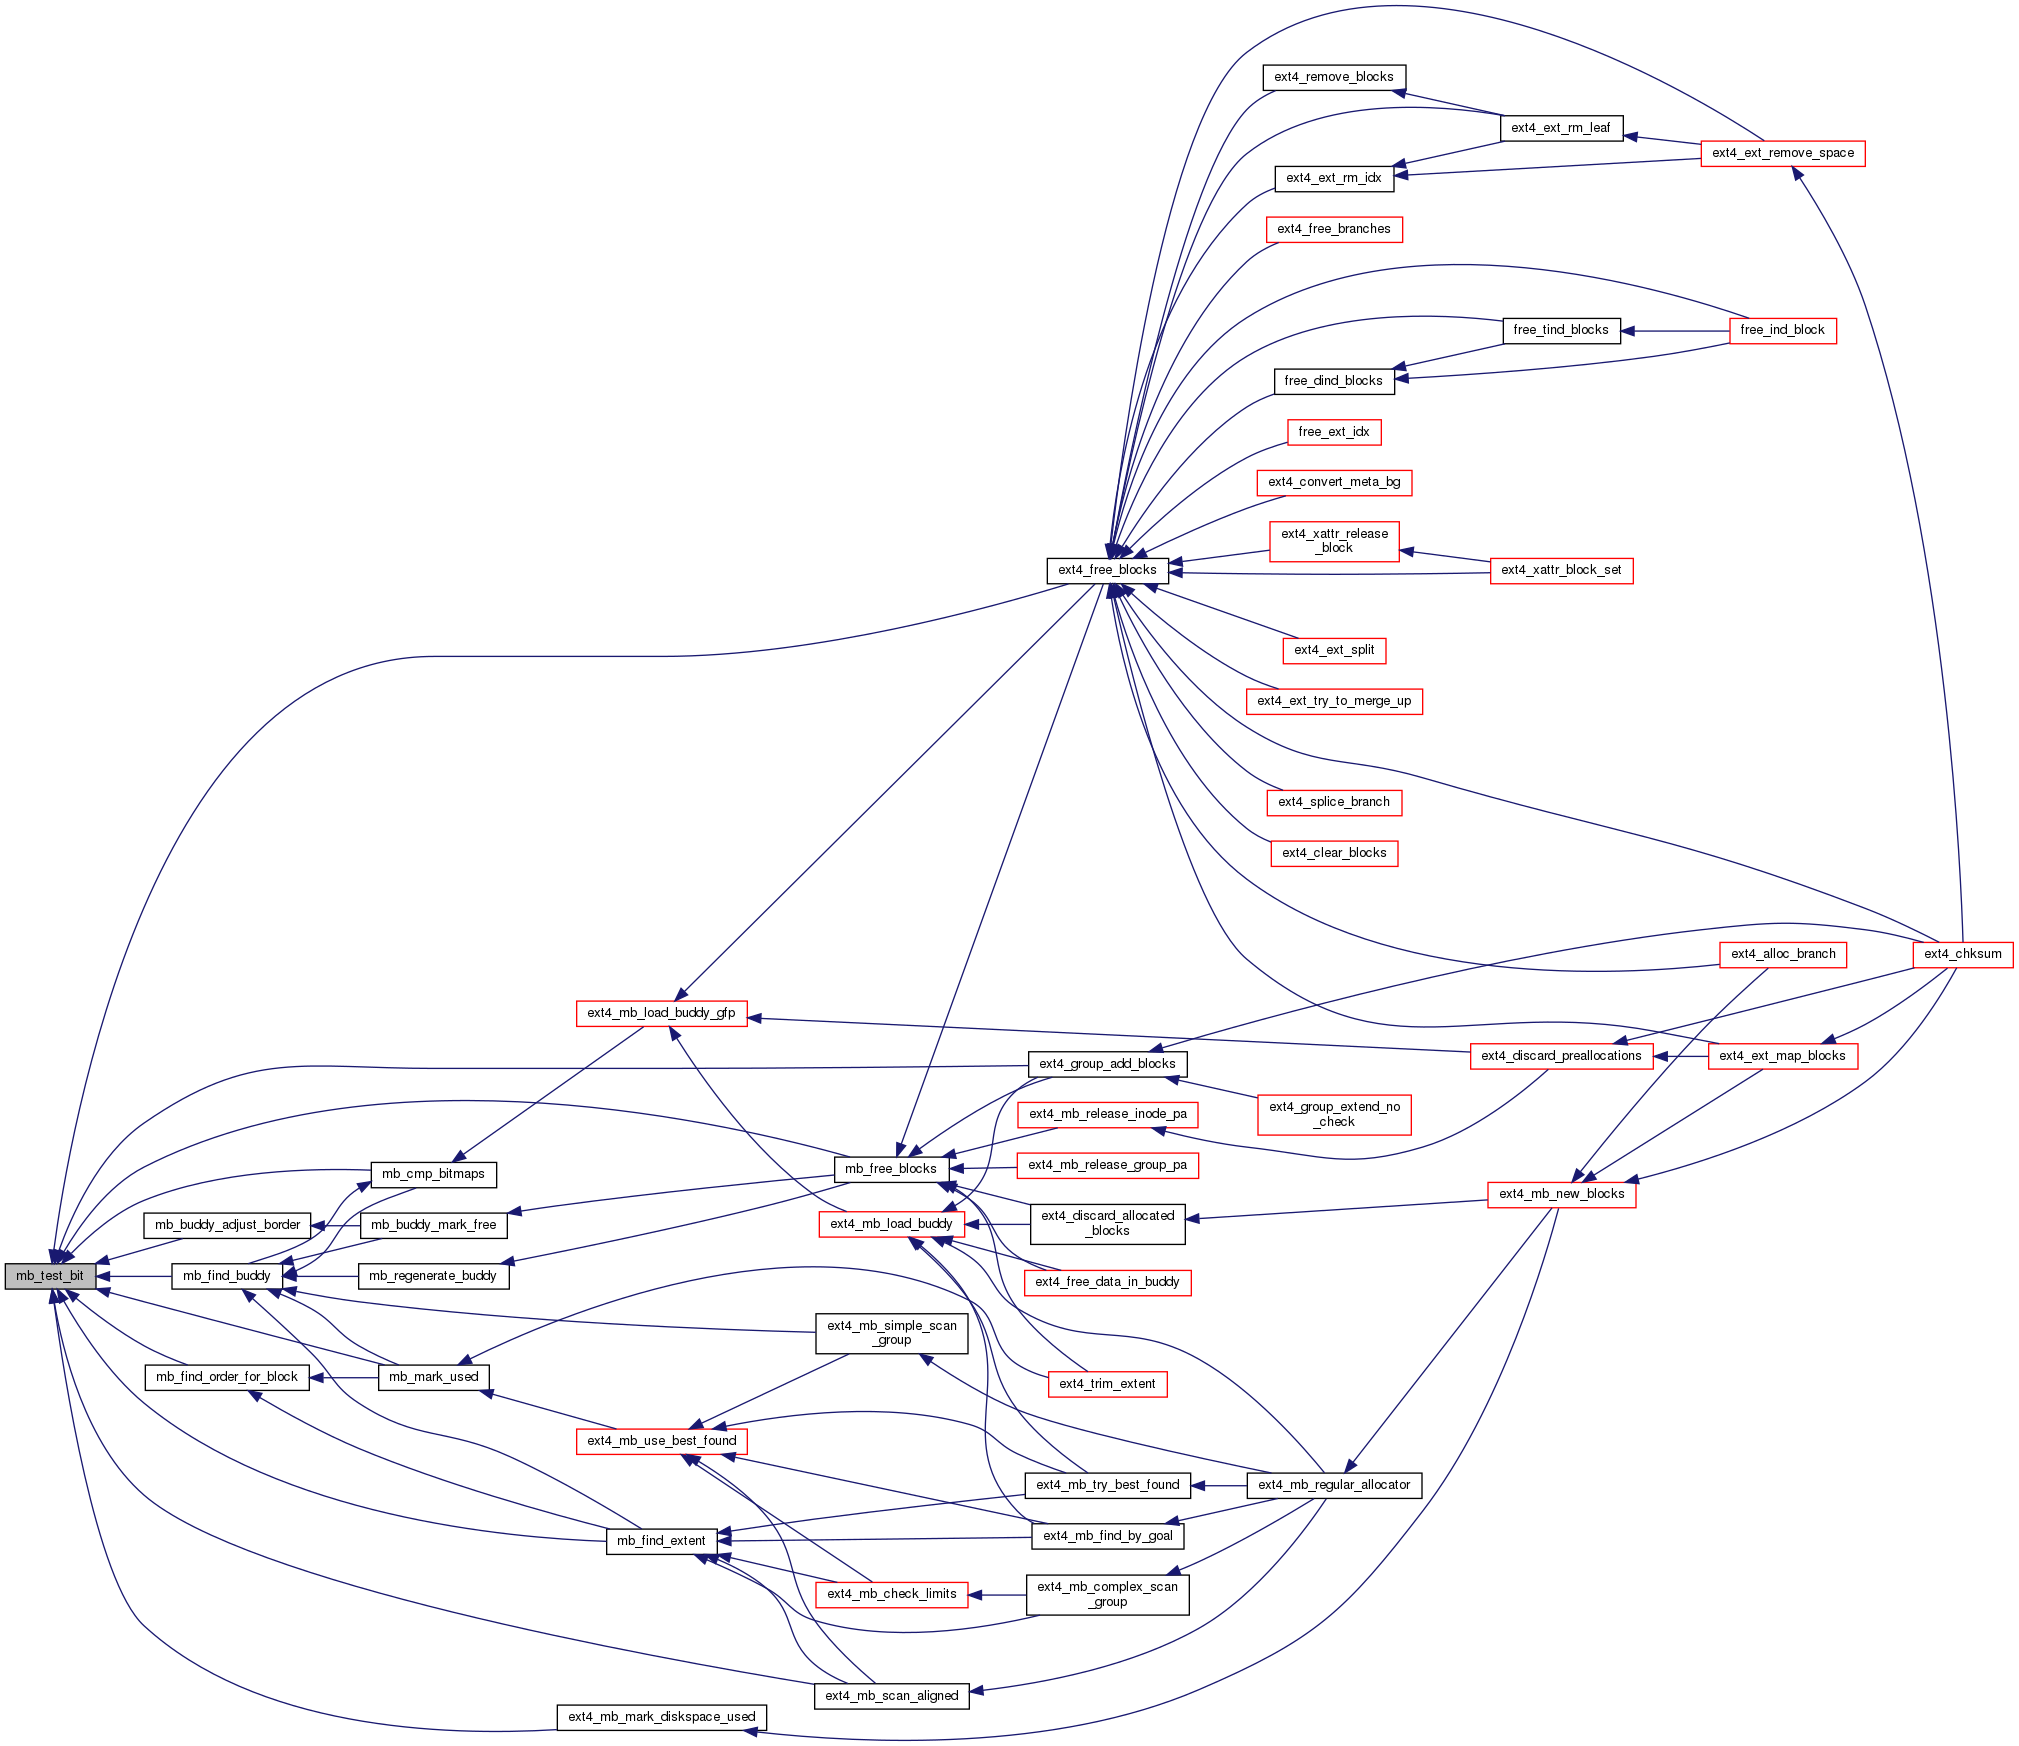 ext4_remove_blocks
ext4_ext_rm_leaf
ext4_ext_remove_space
ext4_ext_rm_idx
ext4_free_branches
free_tind_blocks
free_ind_block
free_dind_blocks
free_ext_idx
ext4_convert_meta_bg
ext4_xattr_release
_block
ext4_free_blocks
ext4_xattr_block_set
ext4_ext_split
ext4_ext_try_to_merge_up
ext4_splice_branch
ext4_clear_blocks
ext4_alloc_branch
ext4_chksum
ext4_mb_load_buddy_gfp
ext4_group_add_blocks
ext4_discard_preallocations
ext4_ext_map_blocks
ext4_mb_release_inode_pa
ext4_group_extend_no
_check
mb_cmp_bitmaps
mb_free_blocks
ext4_mb_release_group_pa
ext4_mb_new_blocks
mb_buddy_adjust_border
mb_buddy_mark_free
ext4_mb_load_buddy
ext4_discard_allocated
_blocks
mb_test_bit
mb_find_buddy
mb_regenerate_buddy
ext4_free_data_in_buddy
ext4_mb_simple_scan
_group
mb_find_order_for_block
mb_mark_used
ext4_trim_extent
ext4_mb_use_best_found
ext4_mb_try_best_found
ext4_mb_regular_allocator
mb_find_extent
ext4_mb_find_by_goal
ext4_mb_check_limits
ext4_mb_complex_scan
_group
ext4_mb_scan_aligned
ext4_mb_mark_diskspace_used